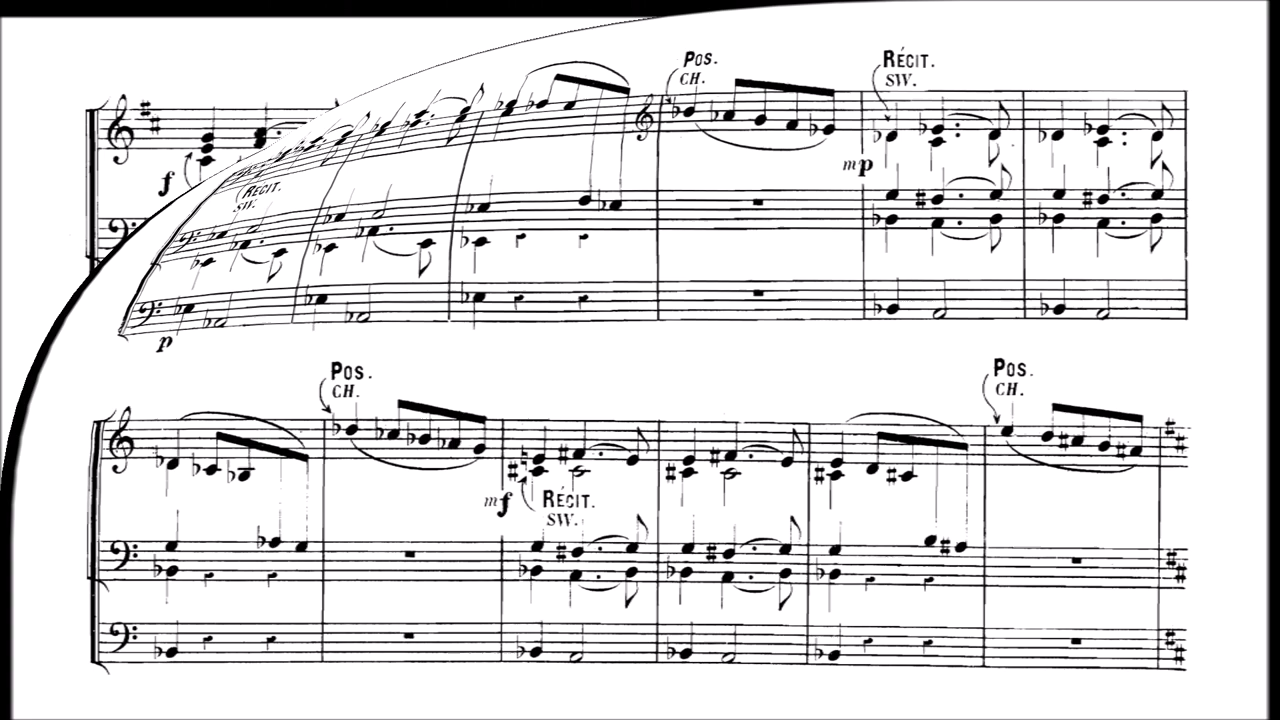 POS.
CH.
RÉCIT.
SW.
f
RÉCIT.
SW.
mp
p
POS.
CH.
POS.
CH.
mf
RÉCIT.
SW.